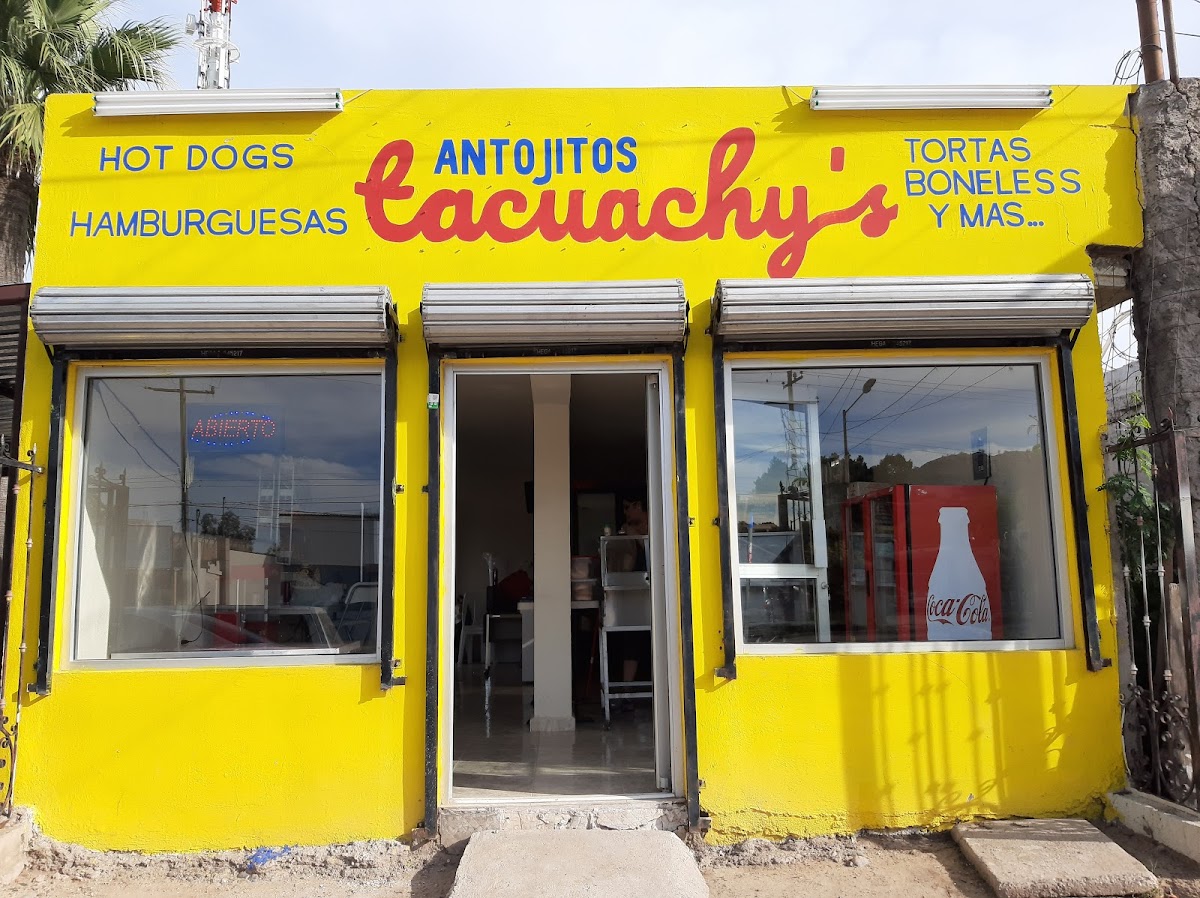 HOT DOGS
HAMBURGUESAS
ANTOJITOS
tacuachy's
TORTAS
BONELESS
Y MAS...
ABIERTO
Coca-Cola